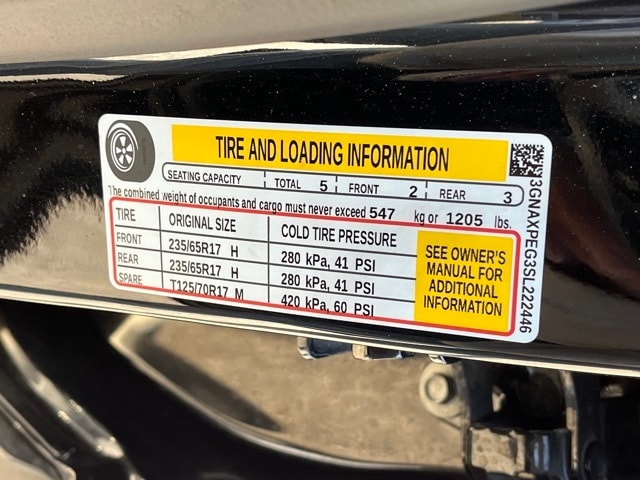 TIRE AND LOADING INFORMATION
SEATING CAPACITY TOTAL 5 FRONT 2 REAR 3
The combined weight of occupants and cargo must never exceed 547 kg or 1205 lbs.
TIRE ORIGINAL SIZE COLD TIRE PRESSURE
FRONT 235/65R17 H 280 kPa, 41 PSI
REAR 235/65R17 H 280 kPa, 41 PSI
SPARE T125/70R17 M 420 kPa, 60 PSI
SEE OWNER'S
MANUAL FOR
ADDITIONAL
INFORMATION
3GNAXPEG3SL222446